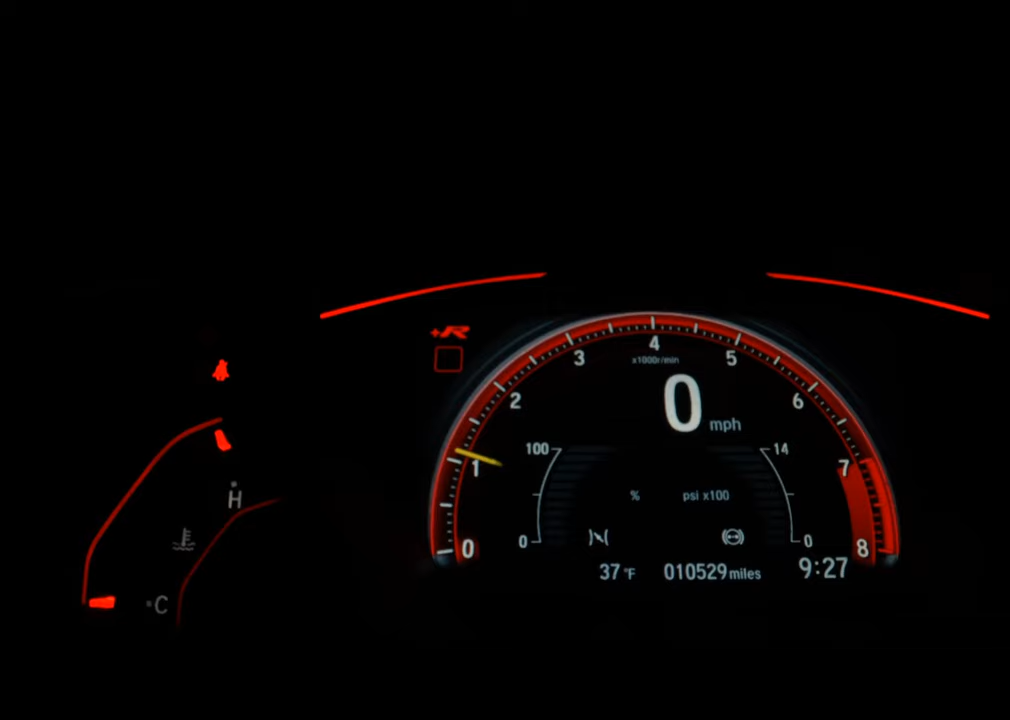 +R
4
3 5
x1000r/min
2 0 mph 6
100 14
1 7
H % psi x100
0 0
0 8
37 °F 010529 miles 9:27
C